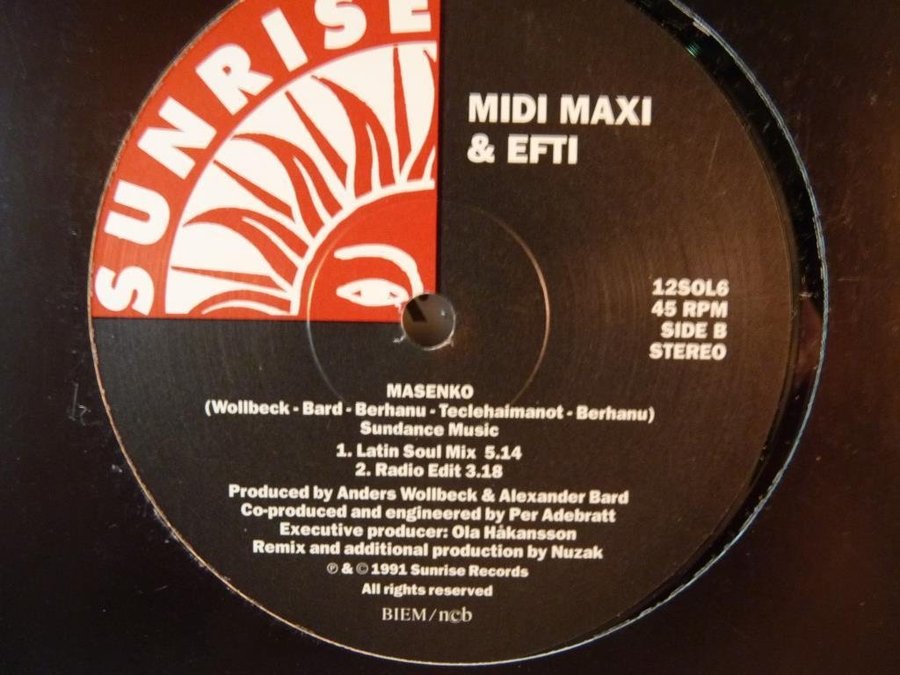 SUNRISE
MIDI MAXI
& EFTI
12SOL6
45 RPM
SIDE B
STEREO
MASENKO
(Wollbeck - Bard - Berhanu - Teclehaimanot - Berhanu)
Sundance Music
1. Latin Soul Mix 5.14
2. Radio Edit 3.18
Produced by Anders Wollbeck & Alexander Bard
Co-produced and engineered by Per Adebratt
Executive producer: Ola Håkansson
Remix and additional production by Nuzak
℗ & © 1991 Sunrise Records
All rights reserved
BIEM/ncb